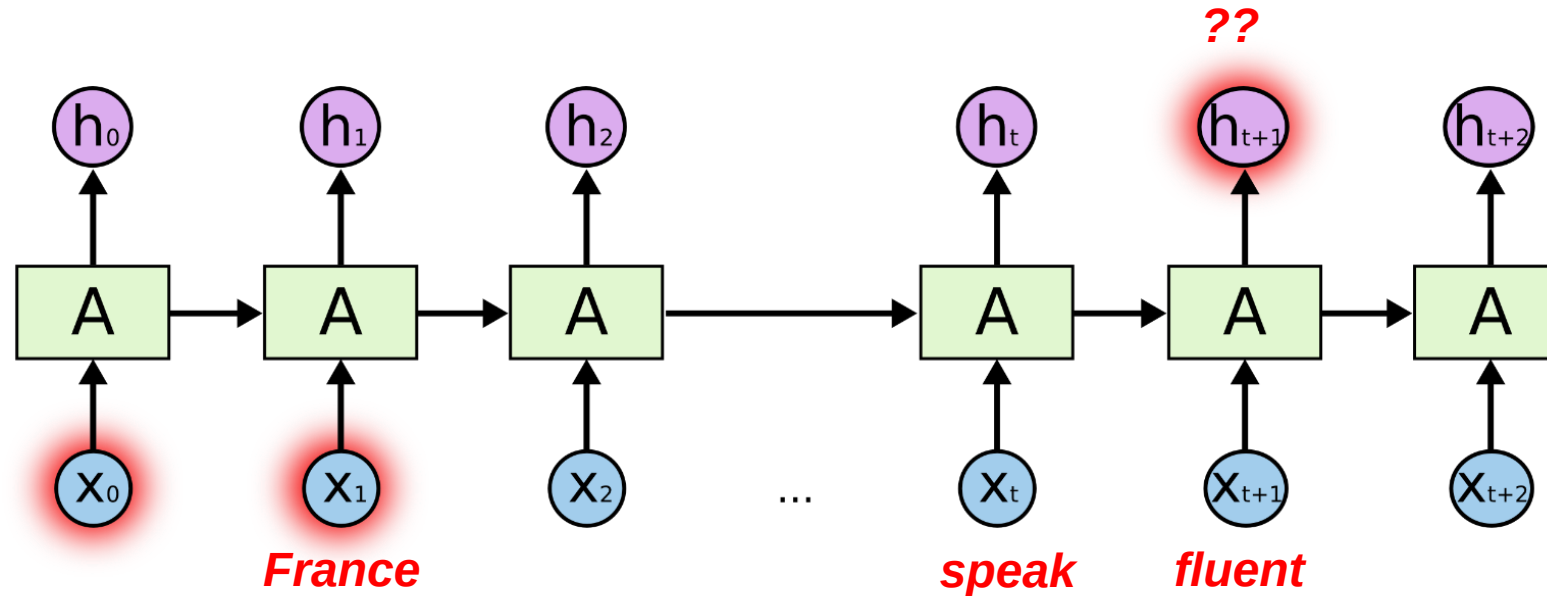 ??
h₀ h₁ h₂ hₜ hₜ₊₁ hₜ₊₂
A A A A A A
x₀ x₁ x₂ ... xₜ xₜ₊₁ xₜ₊₂
France speak fluent